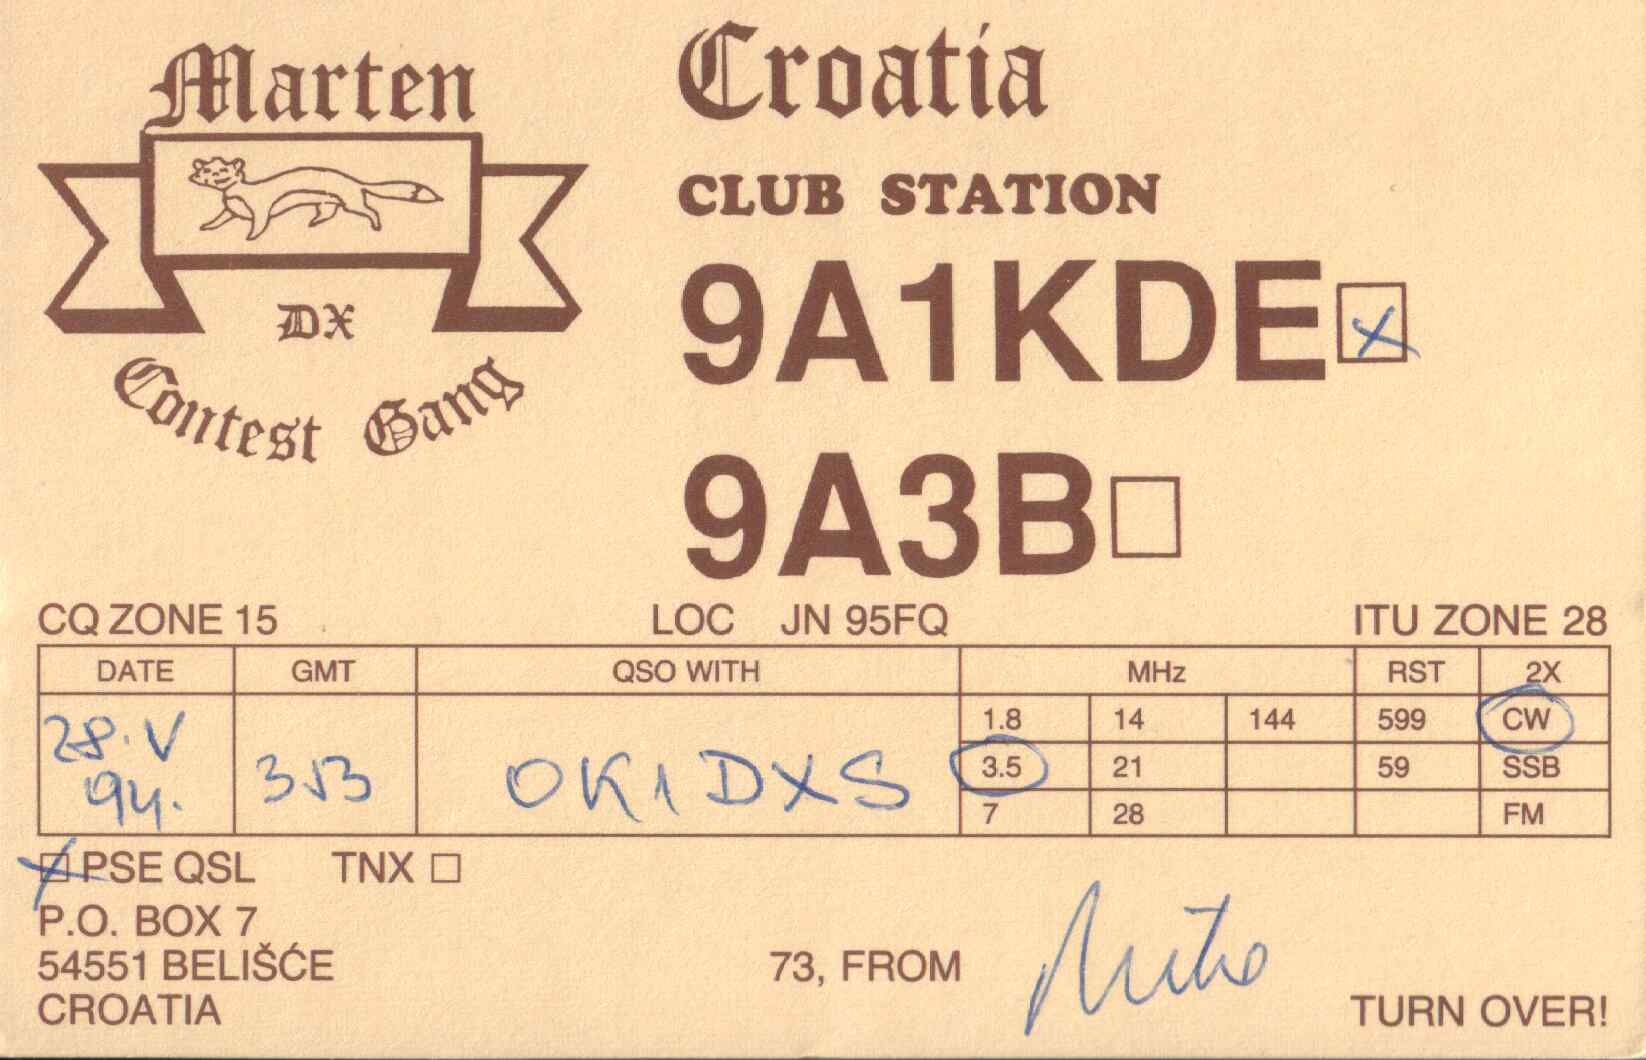 Marten
DX
Contest Gang
Croatia
CLUB STATION
9A1KDE X
9A3B
CQ ZONE 15 LOC JN 95FQ ITU ZONE 28
DATE GMT QSO WITH MHz RST 2X
28. V 94. 353 OK1DXS
1.8 14 144 599 CW
3.5 21 59 SSB
7 28 FM
PSE QSL TNX
P.O. BOX 7
54551 BELIŠĆE
CROATIA
73, FROM
TURN OVER!